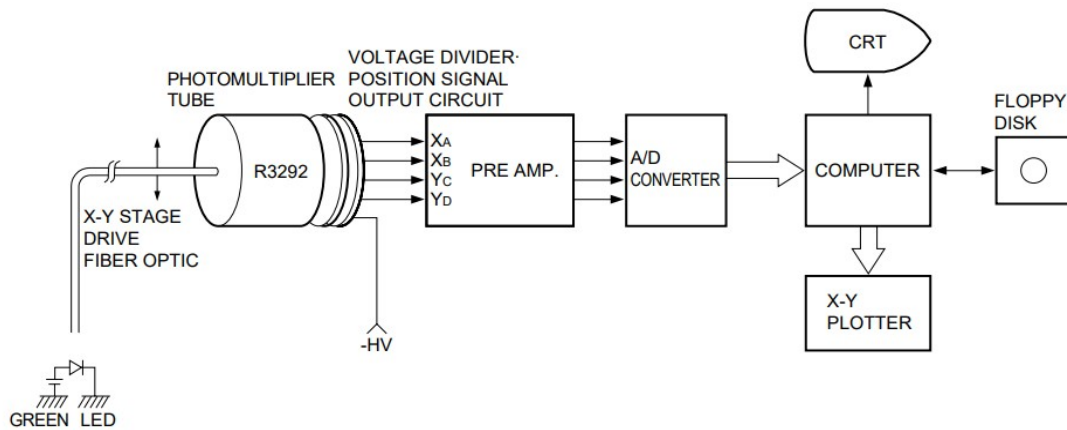 PHOTOMULTIPLIER
TUBE
VOLTAGE DIVIDER·
POSITION SIGNAL
OUTPUT CIRCUIT
CRT
FLOPPY
DISK
R3292
XA
XB
YC
YD
PRE AMP.
A/D
CONVERTER
COMPUTER
X-Y STAGE
DRIVE
FIBER OPTIC
X-Y
PLOTTER
-HV
GREEN LED